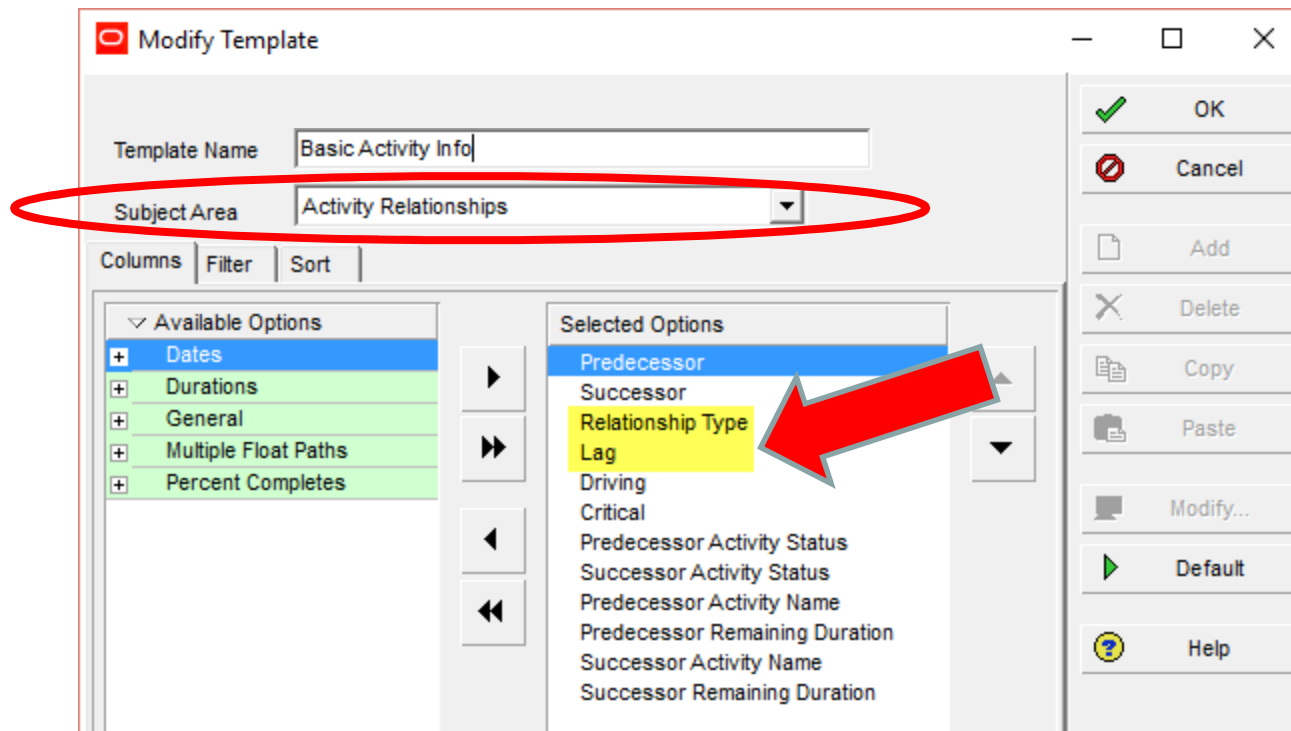 Modify Template
Template Name Basic Activity Info
Subject Area Activity Relationships
Columns Filter Sort
Available Options
Dates
Durations
General
Multiple Float Paths
Percent Completes
Selected Options
Predecessor
Successor
Relationship Type
Lag
Driving
Critical
Predecessor Activity Status
Successor Activity Status
Predecessor Activity Name
Predecessor Remaining Duration
Successor Activity Name
Successor Remaining Duration
OK
Cancel
Add
Delete
Copy
Paste
Modify...
Default
Help